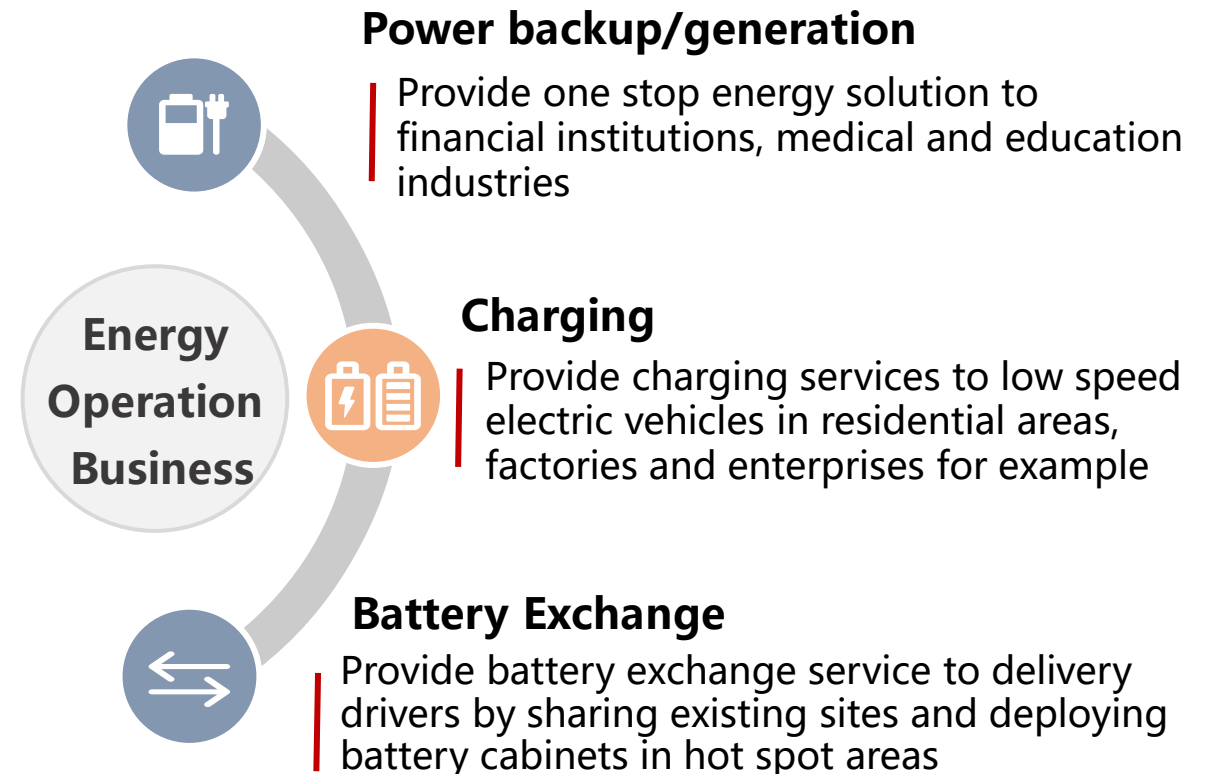 Power backup/generation
Provide one stop energy solution to
financial institutions, medical and education
industries
Energy
Operation
Business
Charging
Provide charging services to low speed
electric vehicles in residential areas,
factories and enterprises for example
Battery Exchange
Provide battery exchange service to delivery
drivers by sharing existing sites and deploying
battery cabinets in hot spot areas